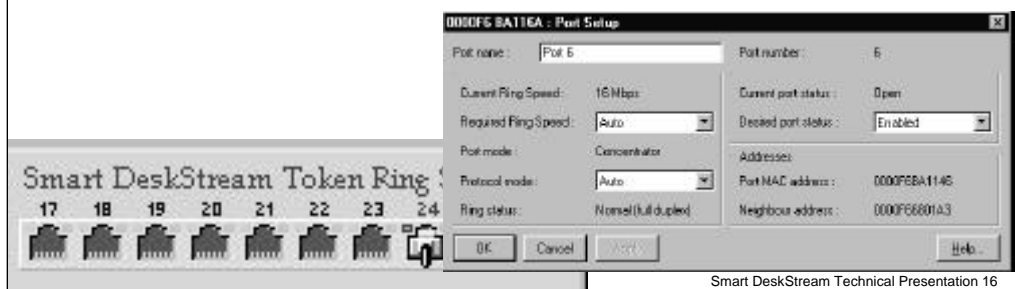 0000F6 BA116A : Port Setup
Port name : Port 6
Port number : 6
Current Ring Speed : 16 Mbps
Current port status : Open
Required Ring Speed : Auto
Desired port status : Enabled
Port mode : Concentrator
Addresses
Protocol mode : Auto
Port MAC address : 0000F6BA1146
Ring status : Normal (full duplex)
Neighbour address : 0000F66801A3
OK Cancel Apply Help...
Smart DeskStream Token Ring
17 18 19 20 21 22 23 24
Smart DeskStream Technical Presentation 16